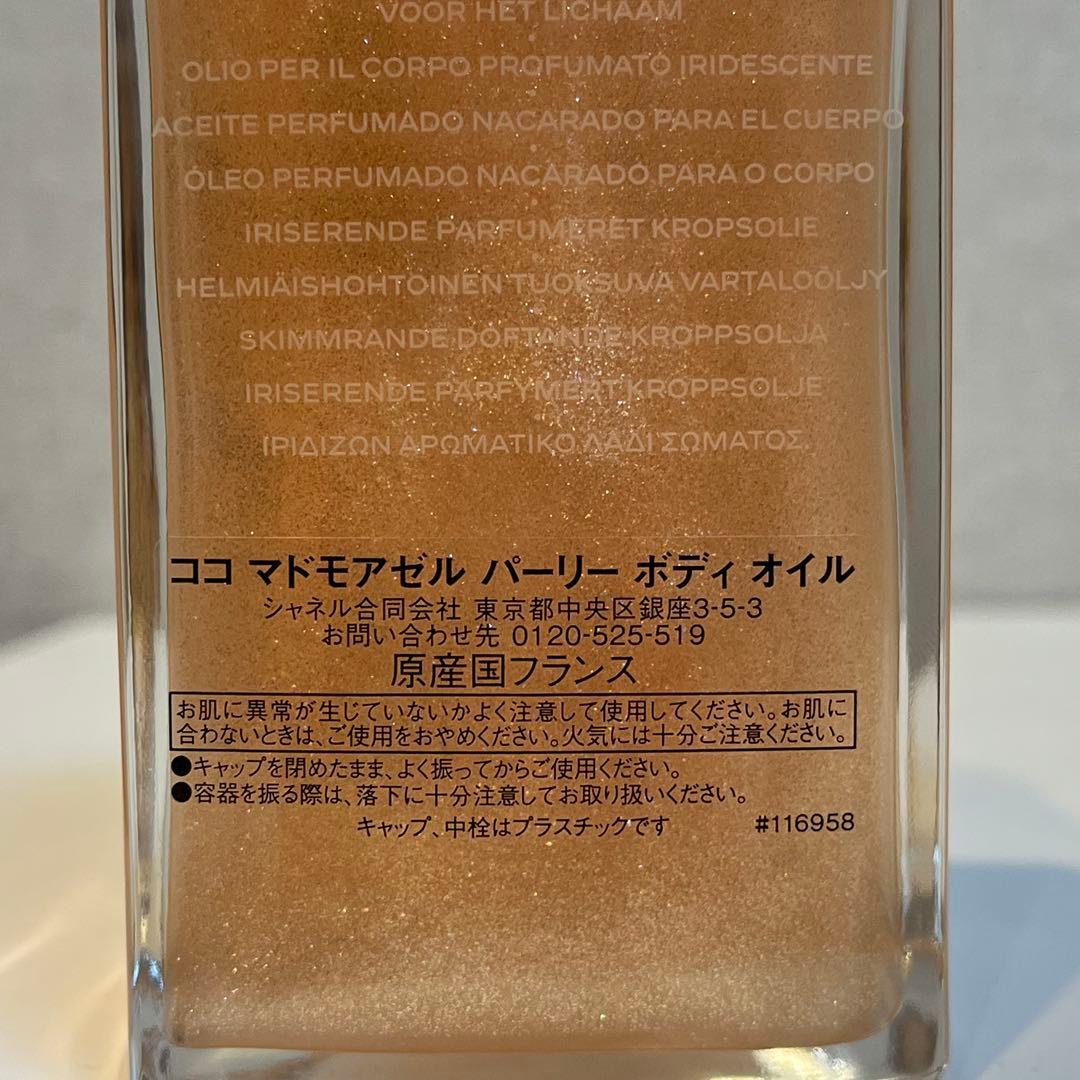 VOOR HET LICHAAM
OLIO PER IL CORPO PROFUMATO IRIDESCENTE
ACEITE PERFUMADO NACARADO PARA EL CUERPO
ÓLEO PERFUMADO NACARADO PARA O CORPO
IRISERENDE PARFUMERET KROPSOLIE
HELMIÄISHOHTOINEN TUOKSUVA VARTALOÖLJY
SKIMMRANDE DOFTANDE KROPPSOLJA
IRISERENDE PARFYMERT KROPPSOLJE
ΙΡΙΔΙΖΩΝ ΑΡΩΜΑΤΙΚΟ ΛΑΔΙ ΣΩΜΑΤΟΣ
ココ マドモアゼル パーリー ボディ オイル
シャネル合同会社 東京都中央区銀座3-5-3
お問い合わせ先 0120-525-519
原産国フランス
お肌に異常が生じていないかよく注意して使用してください。お肌に
合わないときは、ご使用をおやめください。火気には十分ご注意ください。
●キャップを閉めたまま、よく振ってからご使用ください。
●容器を振る際は、落下に十分注意してお取り扱いください。
キャップ、中栓はプラスチックです #116958